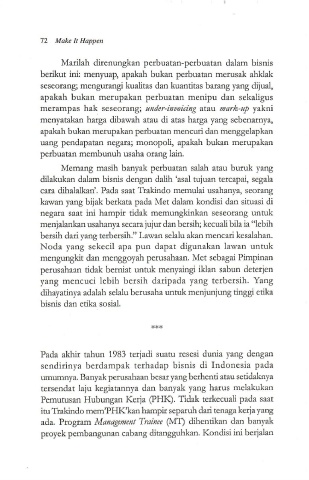 72 Make It Happen
Marilah direnungkan perbuatan-perbuatan dalam bisnis
berikut ini: menyuap, apakah bukan perbuatan merusak ahklak
seseorang; mengurangi kualitas dan kuantitas barang yang dijual,
apakah bukan merupakan perbuatan menipu dan sekaligus
merampas hak seseorang; under-invoicing atau mark-up yakni
menyatakan harga dibawah atau di atas harga yang sebenarnya,
apakah bukan merupakan perbuatan mencuri dan menggelapkan
uang pendapatan negara; monopoli, apakah bukan merupakan
perbuatan membunuh usaha orang lain.
Memang masih banyak perbuatan salah atau buruk yang
dilakukan dalam bisnis dengan dalih ‘asal tujuan tercapai, segala
cara dihalalkan’. Pada saat Trakindo memulai usahanya, seorang
kawan yang bijak berkata pada Met dalam kondisi dan situasi di
negara saat ini hampir tidak memungkinkan seseorang untuk
menjalankan usahanya secara jujur dan bersih; kecuali bila ia “lebih
bersih dari yang terbersih.” Lawan selalu akan mencari kesalahan.
Noda yang sekecil apa pun dapat digunakan lawan untuk
mengungkit dan menggoyah perusahaan. Met sebagai Pimpinan
perusahaan tidak berniat untuk menyaingi iklan sabun deterjen
yang mencuci lebih bersih daripada yang terbersih. Yang
dihayatinya adalah selalu berusaha untuk menjunjung tinggi etika
bisnis dan etika sosial.
***
Pada akhir tahun 1983 terjadi suatu resesi dunia yang dengan
sendirinya berdampak terhadap bisnis di Indonesia pada
umumnya. Banyak perusahaan besar yang berhenti atau setidaknya
tersendat laju kegiatannya dan banyak yang harus melakukan
Pemutusan Hubungan Kerja (PHK). Tidak terkecuali pada saat
itu Trakindo mem‘PHK’kan hampir separuh dari tenaga kerja yang
ada. Program Management Trainee (MT) dihentikan dan banyak
proyek pembangunan cabang ditangguhkan. Kondisi ini berjalan